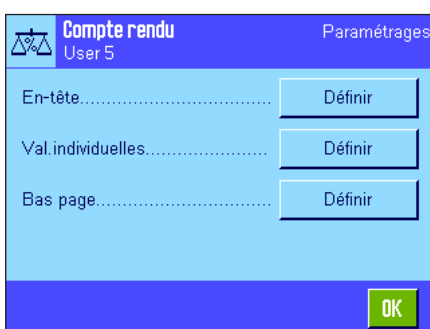 Compte rendu Paramétrages
User 5
En-tête................................. Définir
Val.individuelles..................... Définir
Bas page.............................. Définir
OK